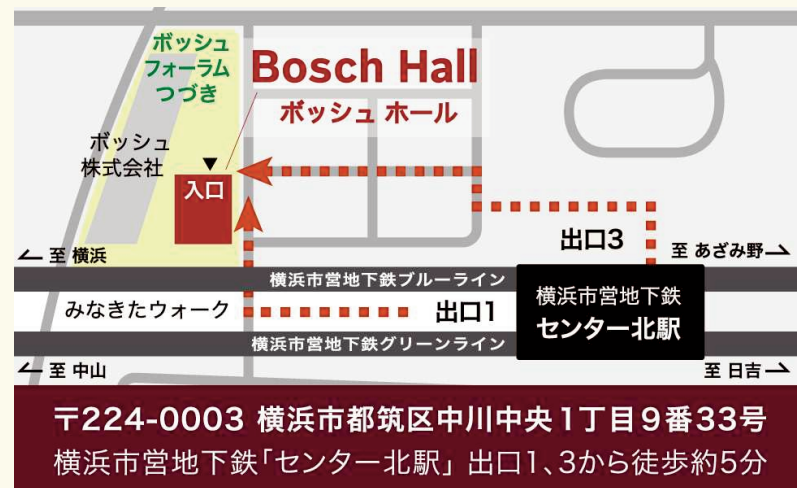 ボッシュ
フォーラム
つづき
Bosch Hall
ボッシュ ホール
ボッシュ
株式会社
入口
出口3
至 横浜
至 あざみ野
横浜市営地下鉄ブルーライン
みなきたウォーク
出口1
横浜市営地下鉄
センター北駅
横浜市営地下鉄グリーンライン
至 中山
至 日吉
〒224-0003 横浜市都筑区中川中央1丁目9番33号
横浜市営地下鉄「センター北駅」出口1、3から徒歩約5分